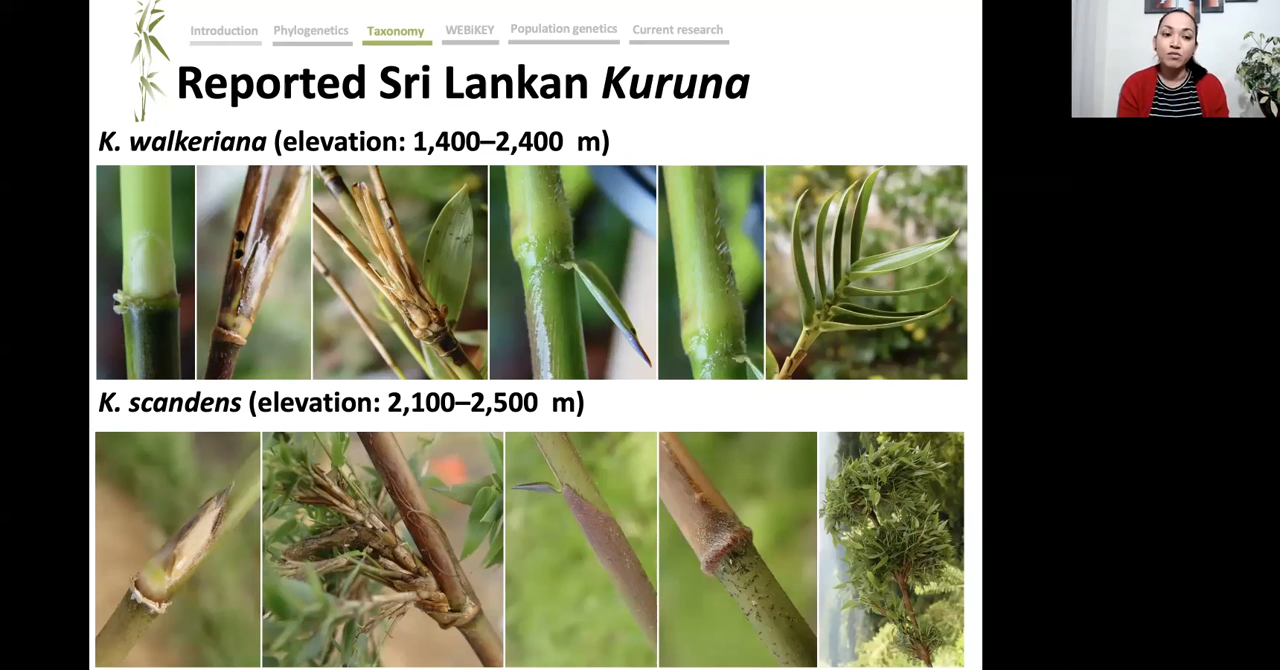 Introduction Phylogenetics Taxonomy WEBiKEY Population genetics Current research
Reported Sri Lankan Kuruna
K. walkeriana (elevation: 1,400–2,400 m)
K. scandens (elevation: 2,100–2,500 m)